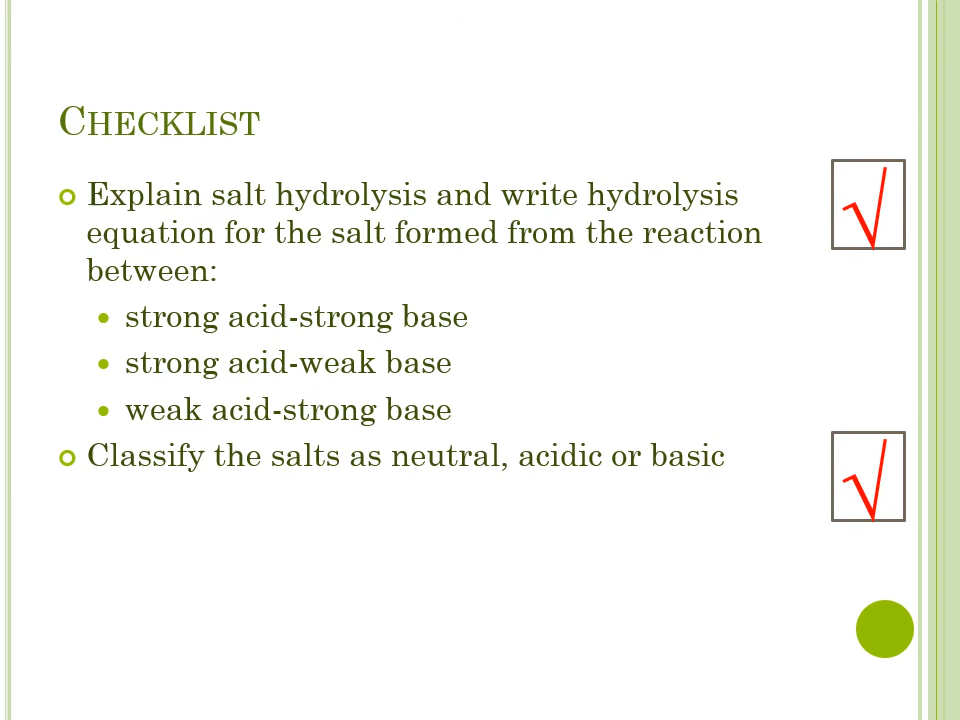 CHECKLIST
Explain salt hydrolysis and write hydrolysis
equation for the salt formed from the reaction
between:
strong acid-strong base
strong acid-weak base
weak acid-strong base
Classify the salts as neutral, acidic or basic
√
√